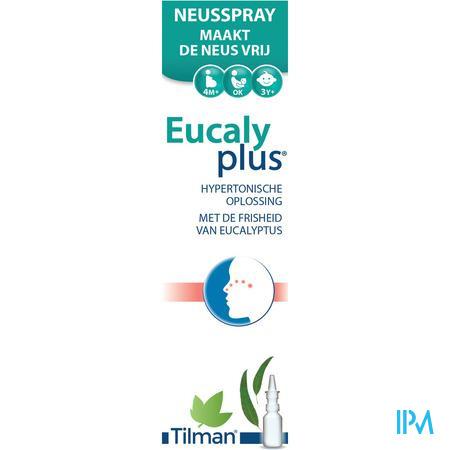 NEUSSPRAY
MAAKT
DE NEUS VRIJ
4M+ OK 3Y+
Eucaly
plus®
HYPERTONISCHE
OPLOSSING
MET DE FRISHEID
VAN EUCALYPTUS
Tilman®
IPM